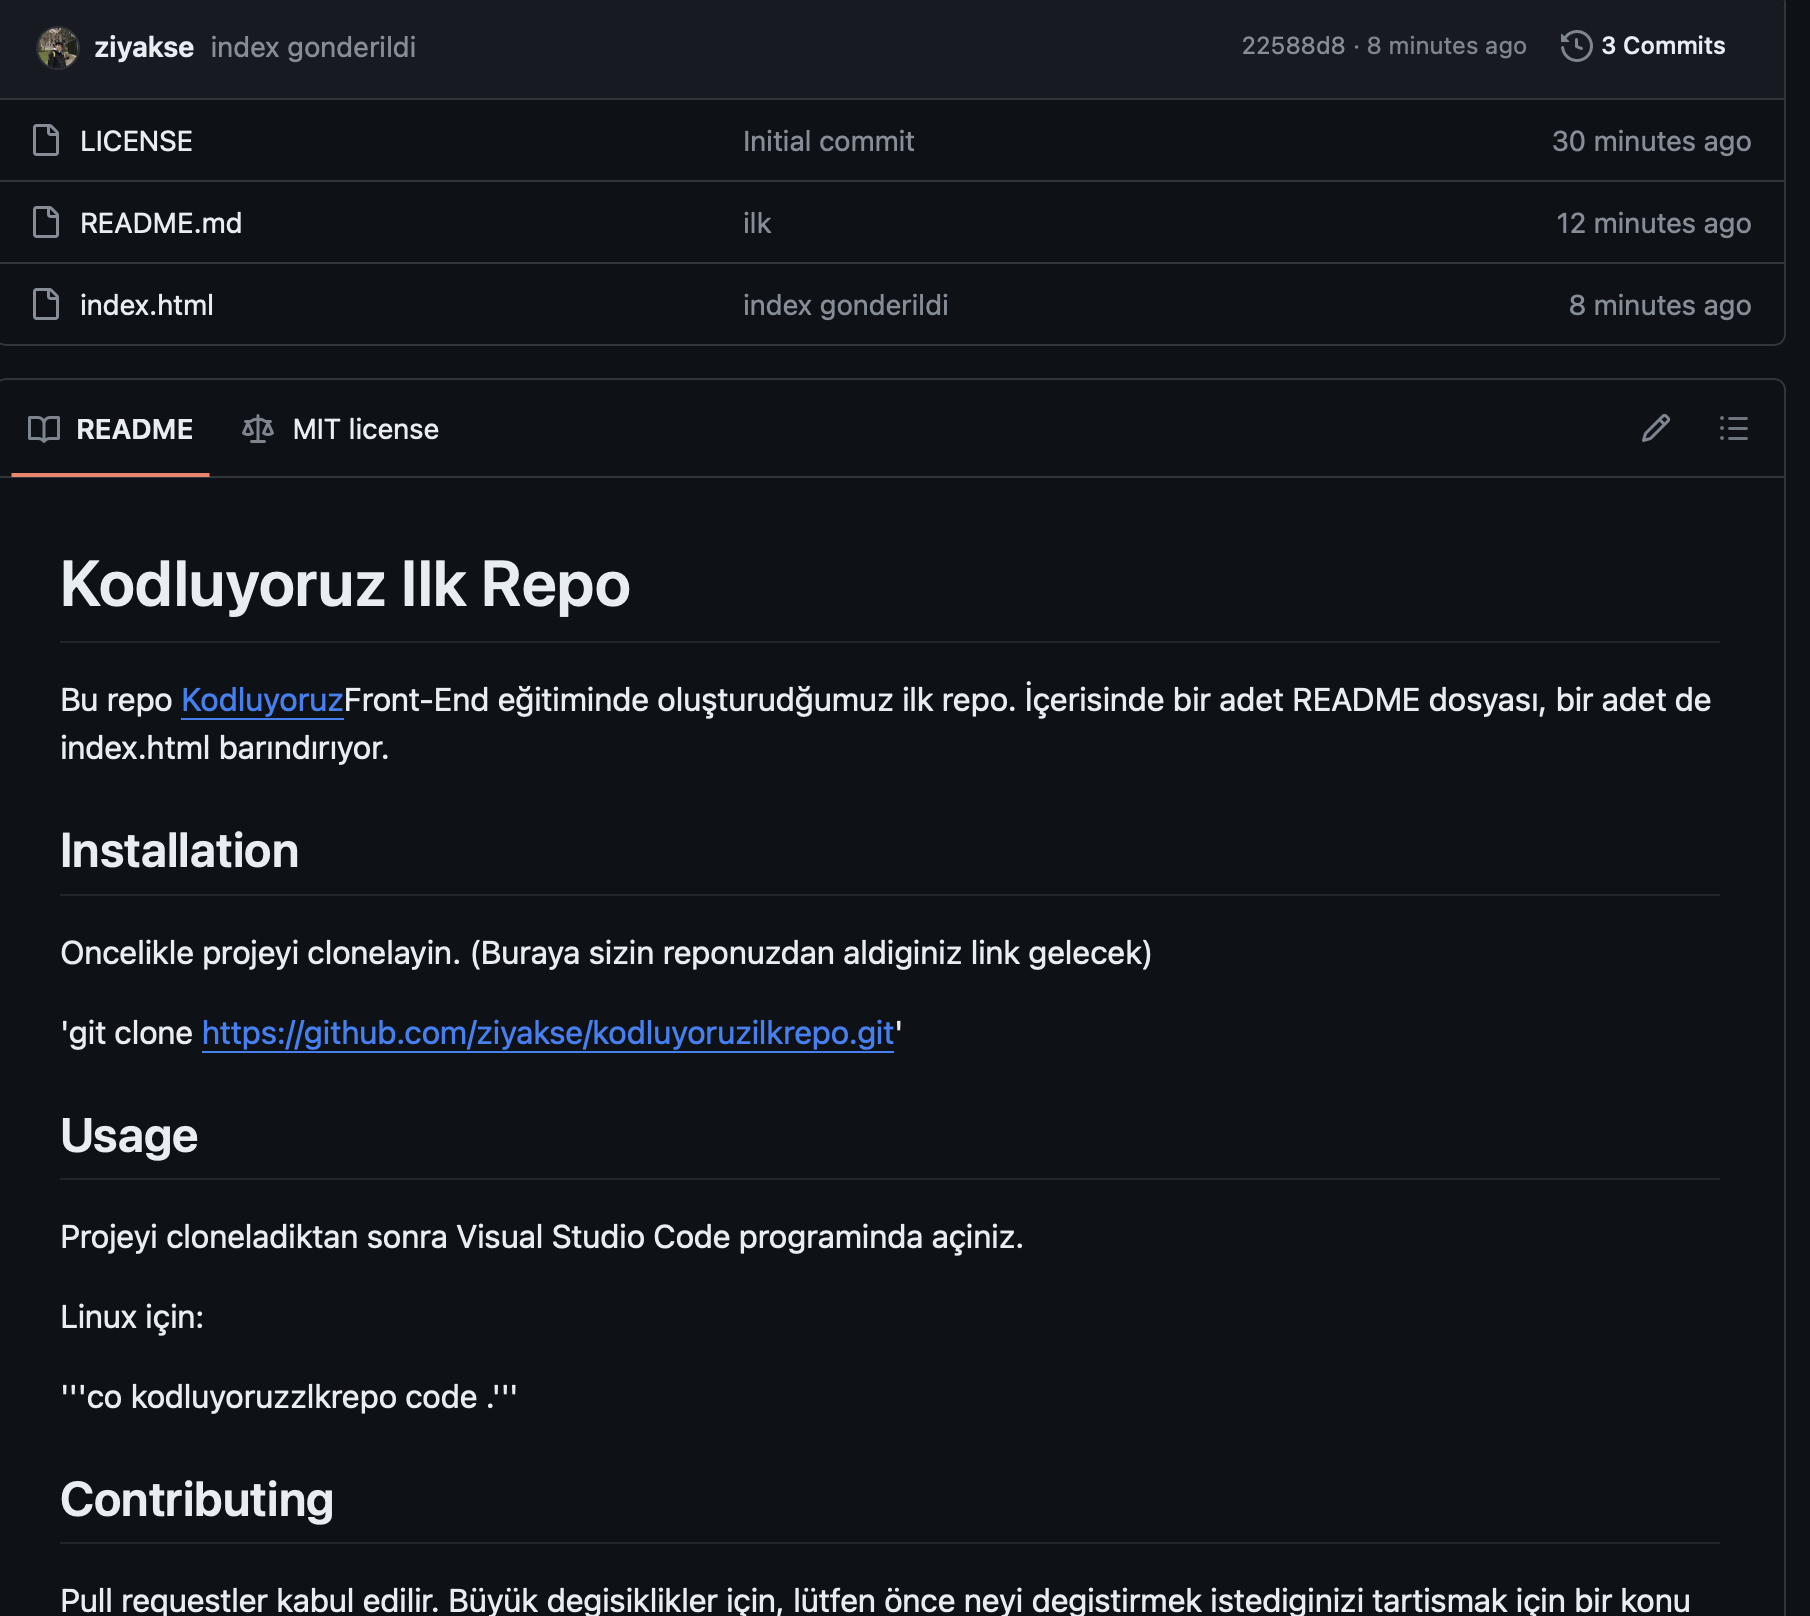 ziyakse index gonderildi 22588d8 · 8 minutes ago 3 Commits
LICENSE Initial commit 30 minutes ago
README.md ilk 12 minutes ago
index.html index gonderildi 8 minutes ago
README MIT license
Kodluyoruz Ilk Repo
Bu repo KodluyoruzFront-End eğitiminde oluşturudğumuz ilk repo. İçerisinde bir adet README dosyası, bir adet de
index.html barındırıyor.
Installation
Oncelikle projeyi clonelayin. (Buraya sizin reponuzdan aldiginiz link gelecek)
'git clone https://github.com/ziyakse/kodluyoruzilkrepo.git'
Usage
Projeyi cloneladiktan sonra Visual Studio Code programinda açiniz.
Linux için:
'''co kodluyoruzzlkrepo code .'''
Contributing
Pull requestler kabul edilir. Büyük degisiklikler için, lütfen önce neyi degistirmek istediginizi tartismak için bir konu